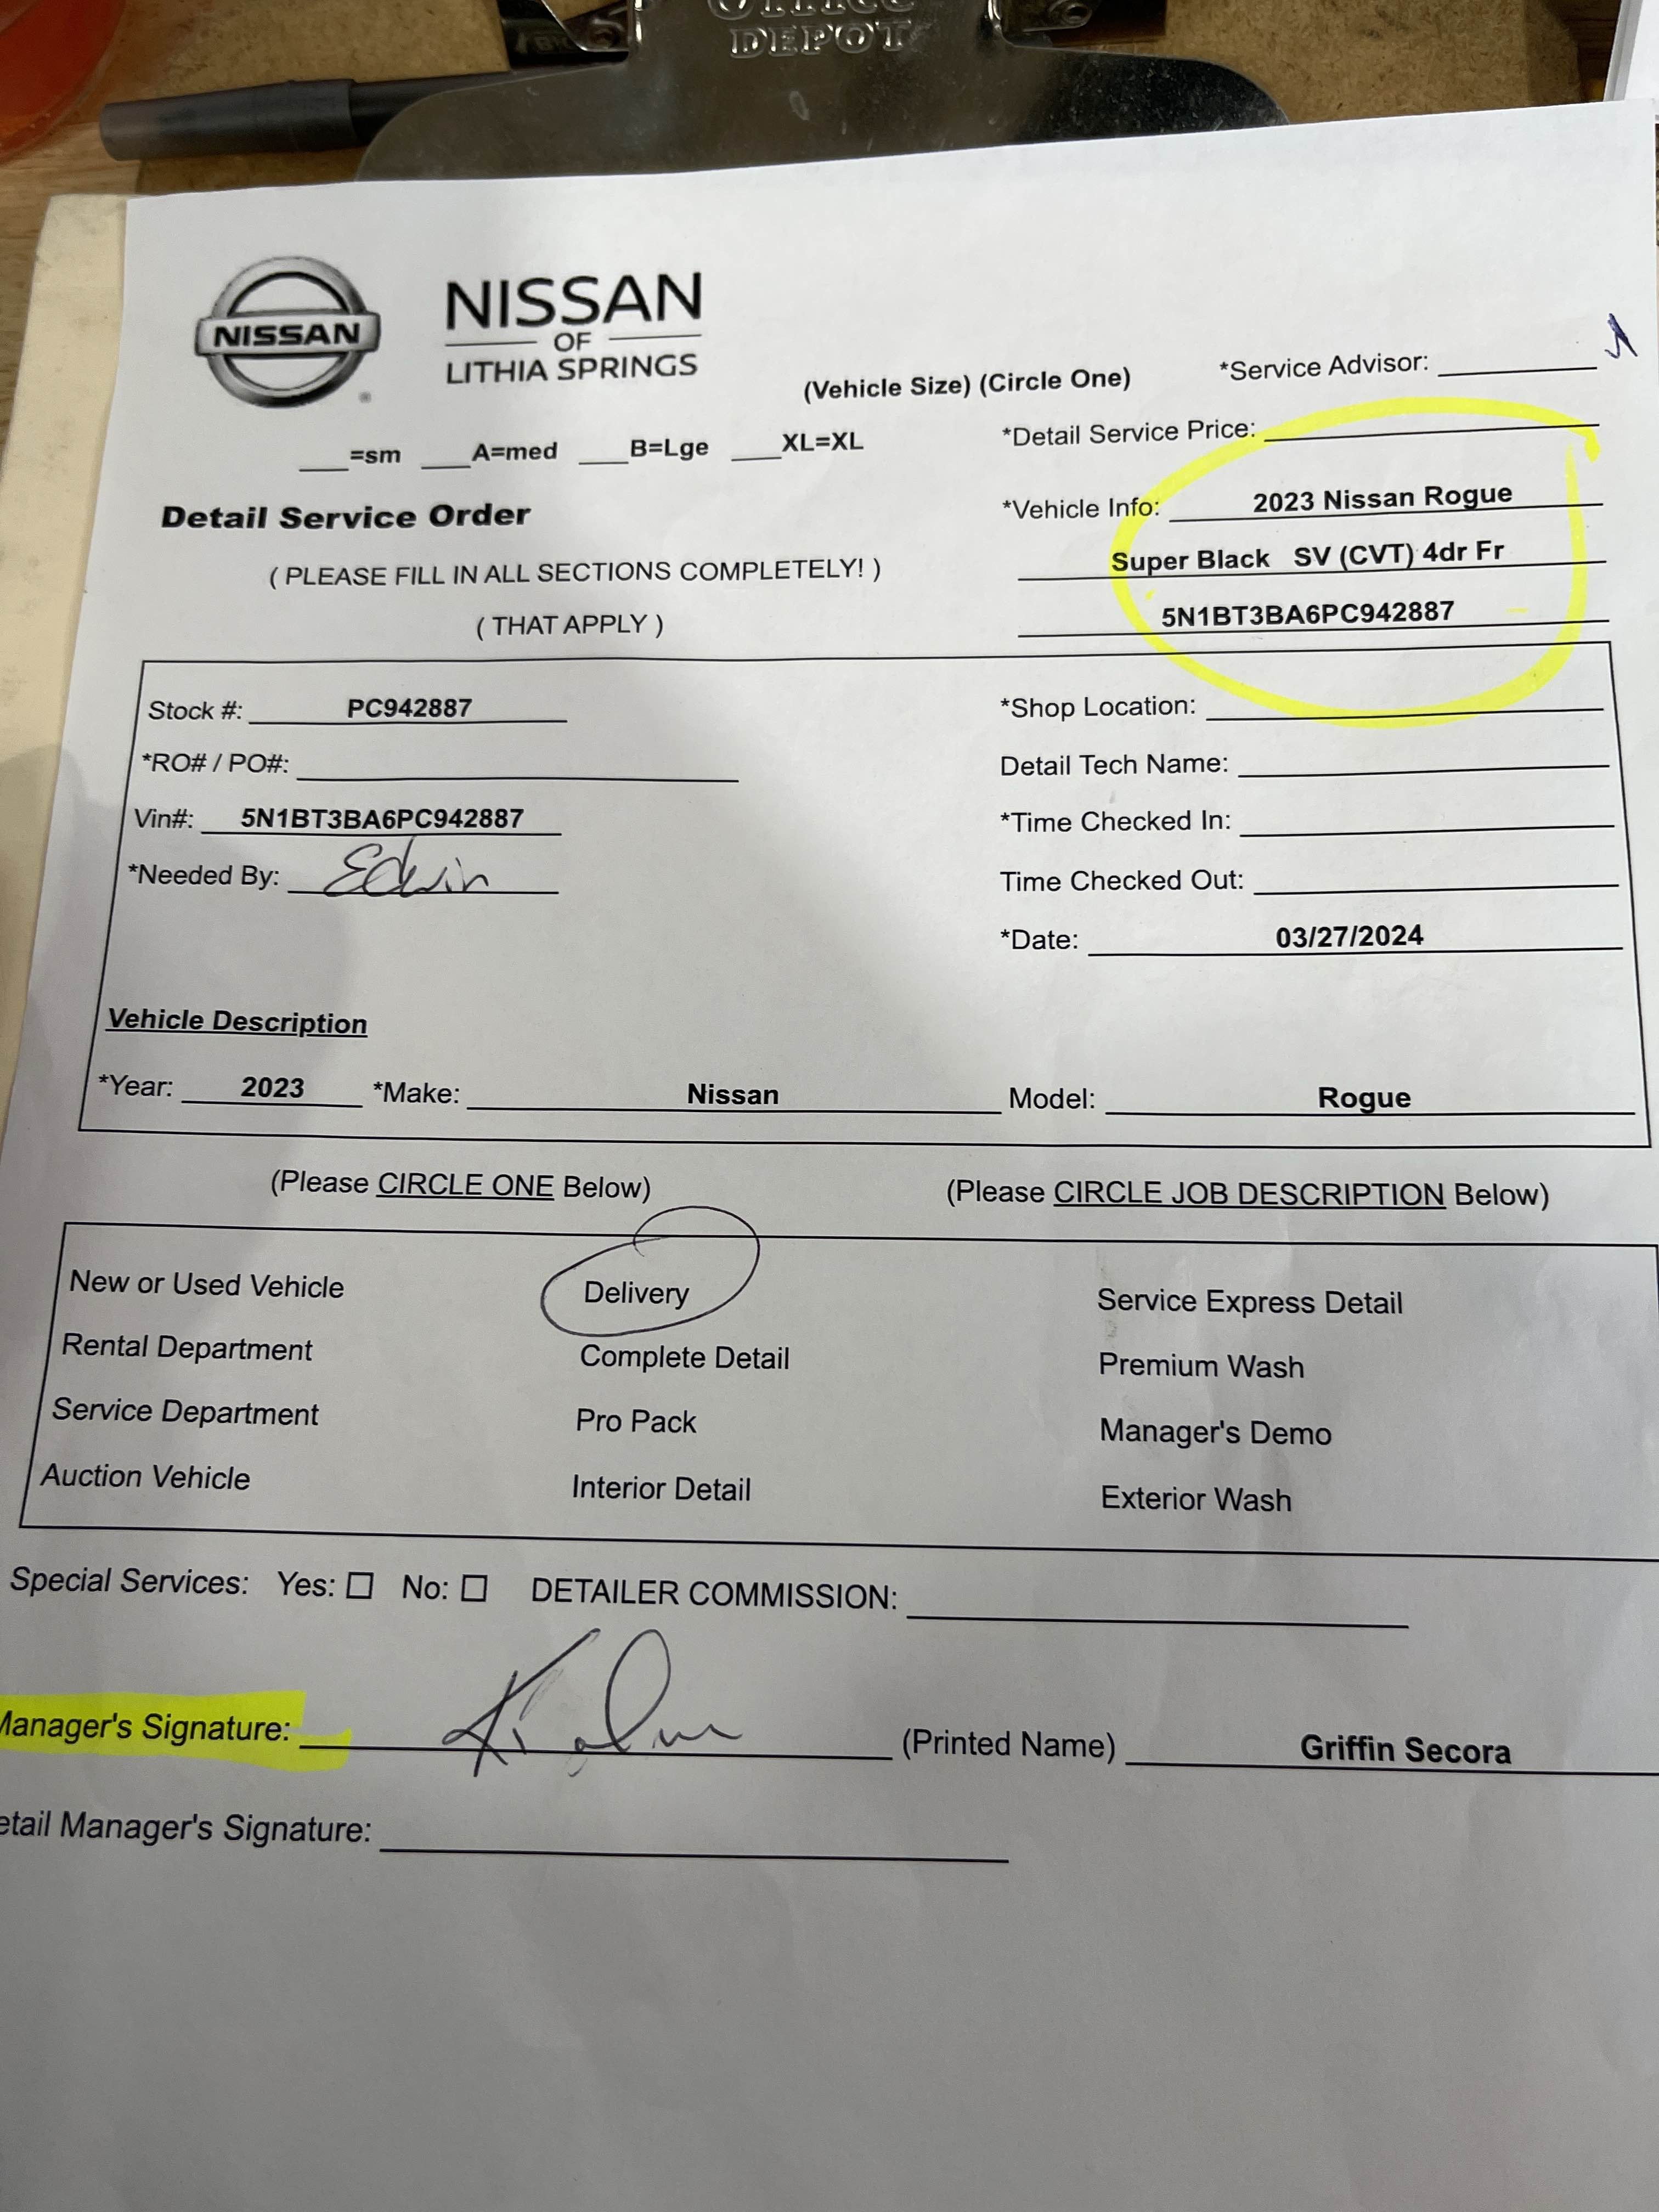 OFFICE
DEPOT
NISSAN
NISSAN
OF
LITHIA SPRINGS
(Vehicle Size) (Circle One)
*Service Advisor:
___=sm ___A=med ___B=Lge ___XL=XL
*Detail Service Price:
Detail Service Order
*Vehicle Info: 2023 Nissan Rogue
( PLEASE FILL IN ALL SECTIONS COMPLETELY! )
Super Black SV (CVT) 4dr Fr
( THAT APPLY )
5N1BT3BA6PC942887
Stock #: PC942887
*Shop Location:
*RO# / PO#:
Detail Tech Name:
Vin#: 5N1BT3BA6PC942887
*Time Checked In:
*Needed By: Edwin
Time Checked Out:
*Date: 03/27/2024
Vehicle Description
*Year: 2023 *Make: Nissan Model: Rogue
(Please CIRCLE ONE Below) (Please CIRCLE JOB DESCRIPTION Below)
New or Used Vehicle Delivery Service Express Detail
Rental Department Complete Detail Premium Wash
Service Department Pro Pack Manager's Demo
Auction Vehicle Interior Detail Exterior Wash
Special Services: Yes: ☐ No: ☐ DETAILER COMMISSION:
Manager's Signature: (Printed Name) Griffin Secora
etail Manager's Signature: